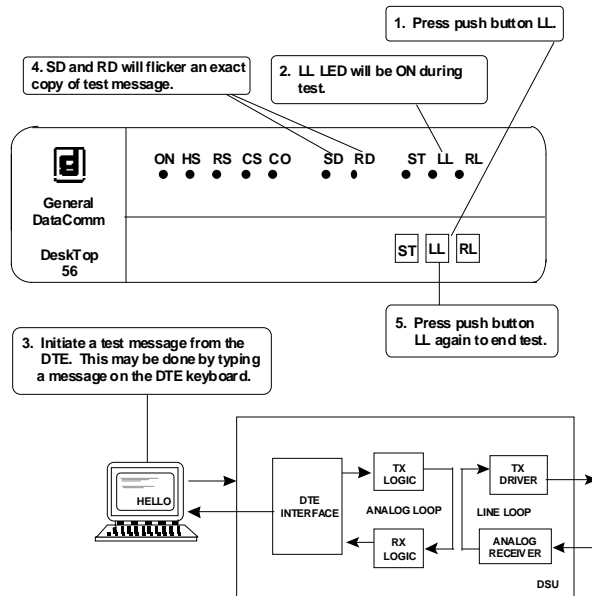 1. Press push button LL.
4. SD and RD will flicker an exact
copy of test message.
2. LL LED will be ON during
test.
ON HS RS CS CO SD RD ST LL RL
General
DataComm
DeskTop
56
ST LL RL
5. Press push button
LL again to end test.
3. Initiate a test message from the
DTE. This may be done by typing
a message on the DTE keyboard.
HELLO
DTE
INTERFACE
TX
LOGIC
ANALOG LOOP
RX
LOGIC
TX
DRIVER
LINE LOOP
ANALOG
RECEIVER
DSU